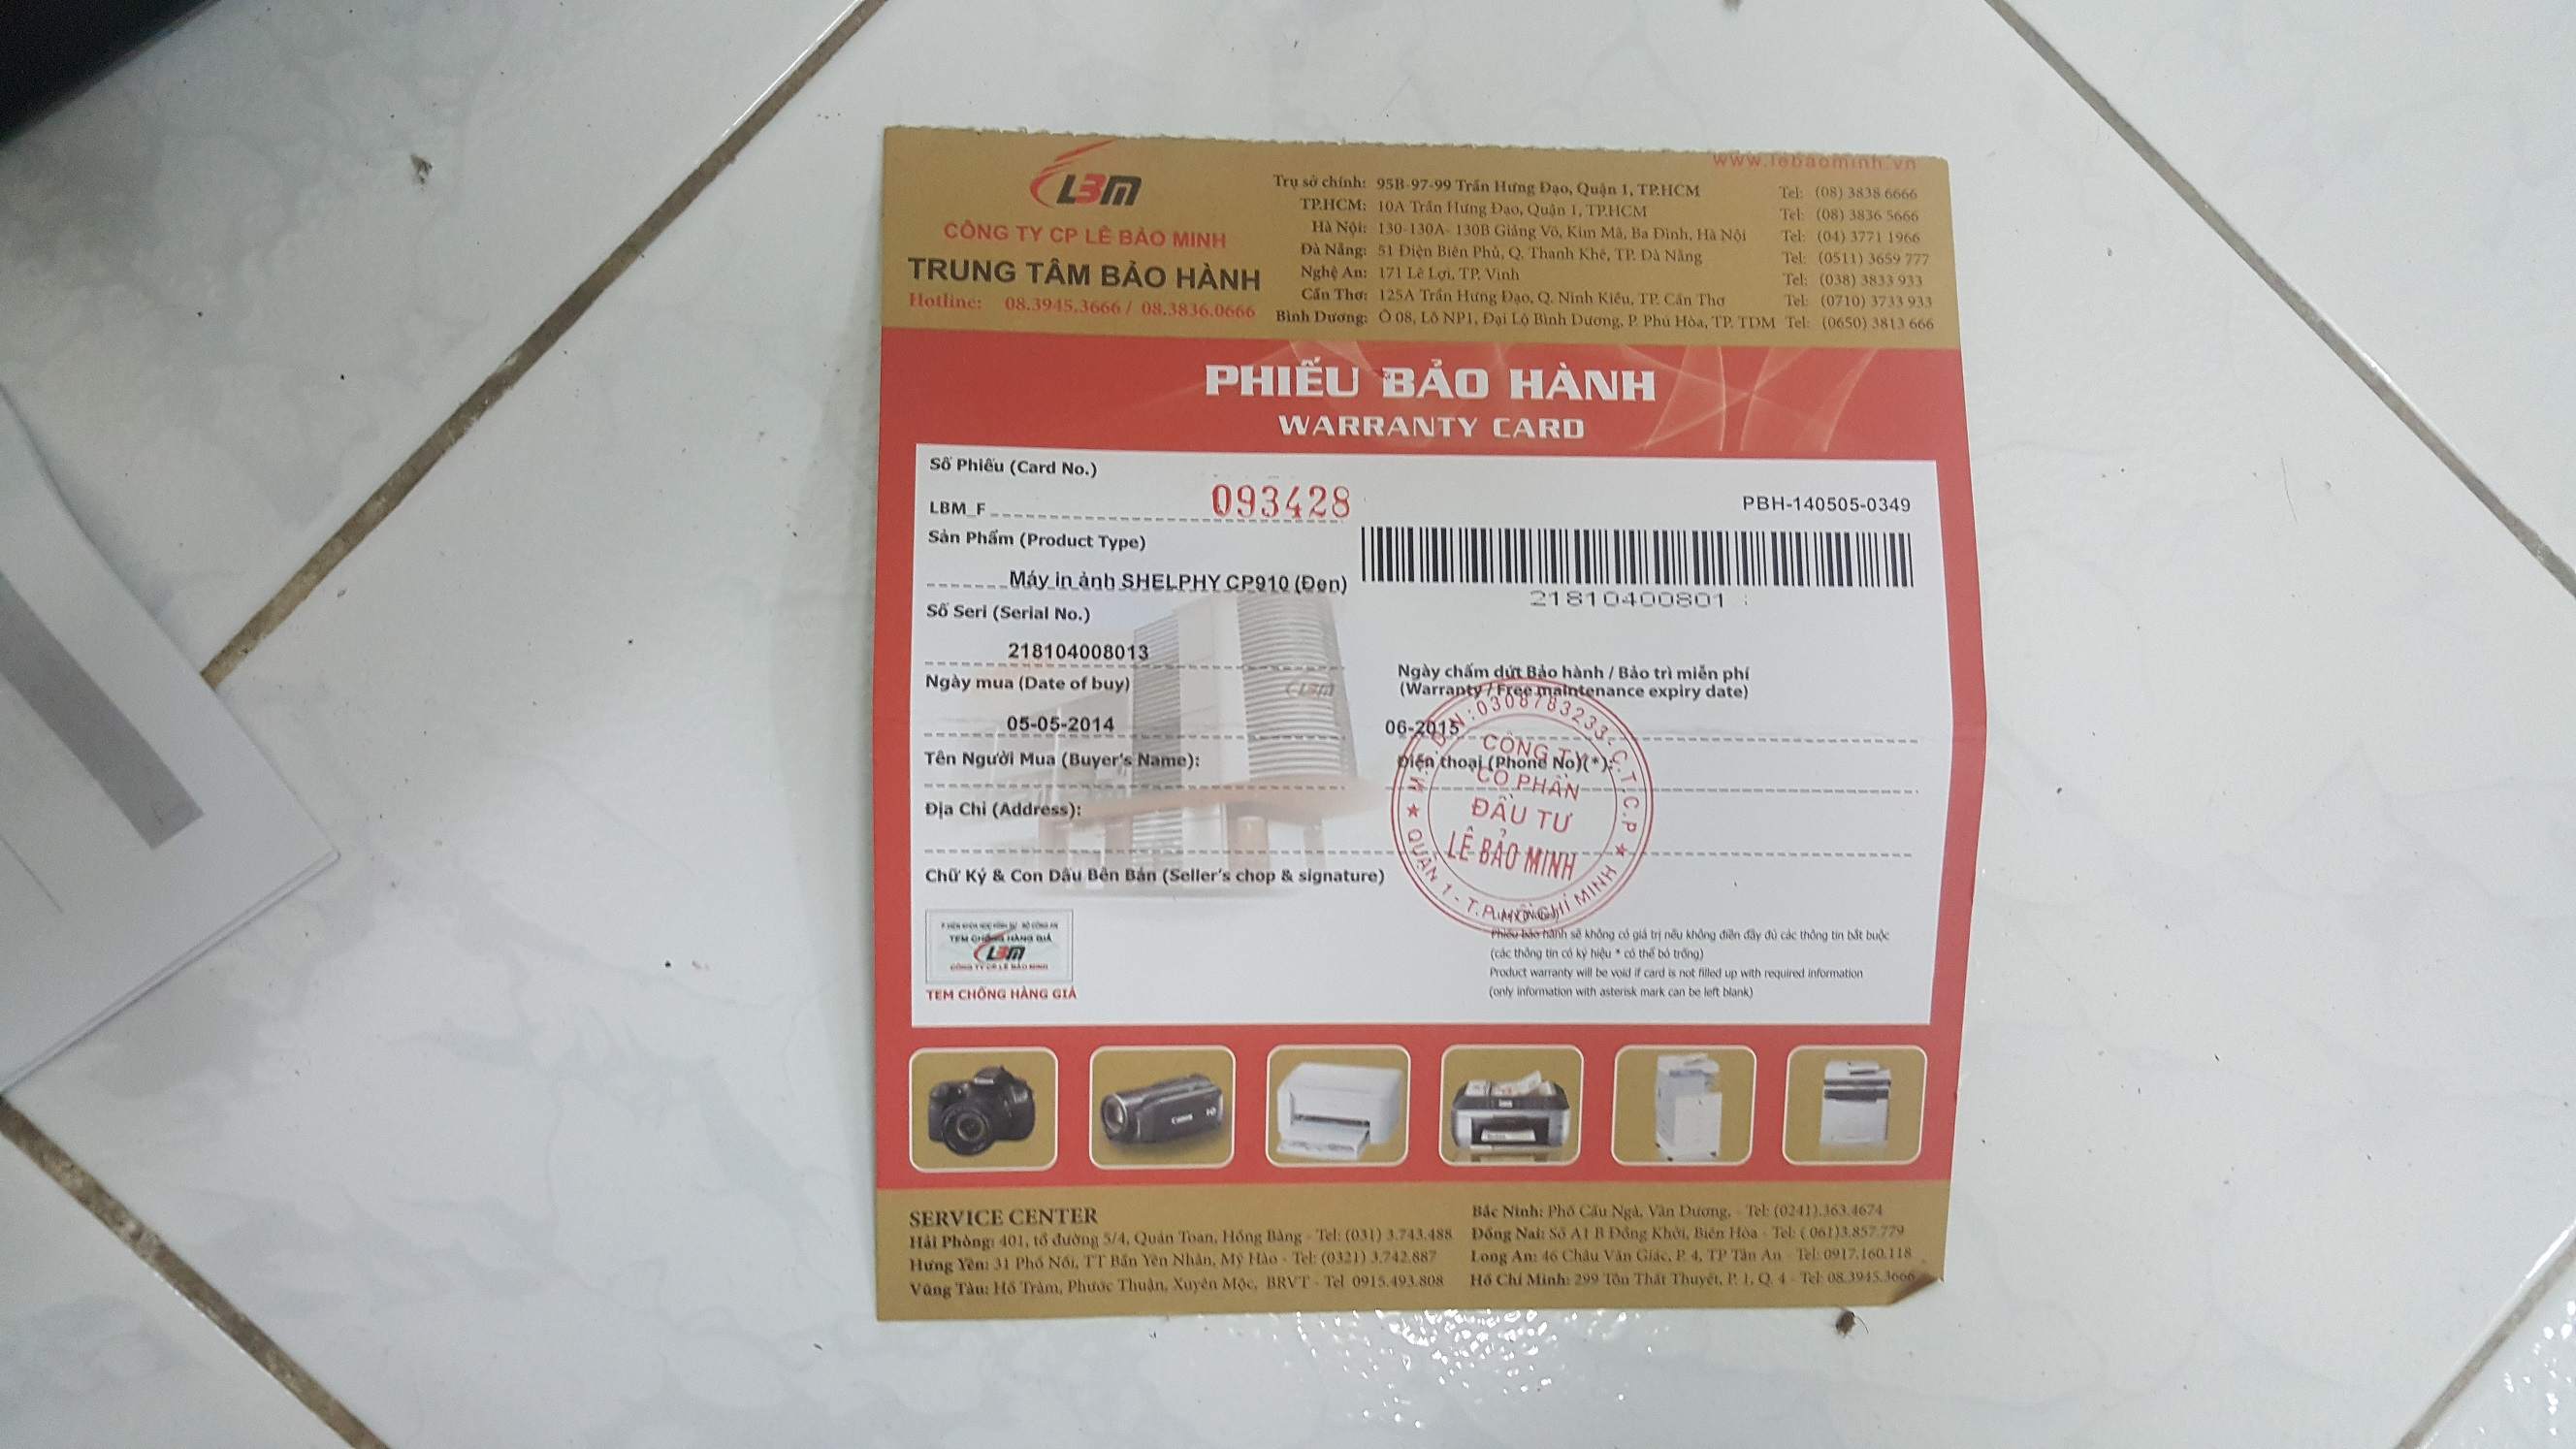 www.lebaominh.vn
LBM
CÔNG TY CP LÊ BẢO MINH
TRUNG TÂM BẢO HÀNH
Hotline: 08.3945.3666 / 08.3836.0666
Trụ sở chính: 95B-97-99 Trần Hưng Đạo, Quận 1, TP.HCM Tel: (08) 3838 6666
TP.HCM: 10A Trần Hưng Đạo, Quận 1, TP.HCM Tel: (08) 3836 5666
Hà Nội: 130-130A- 130B Giảng Võ, Kim Mã, Ba Đình, Hà Nội Tel: (04) 3771 1966
Đà Nẵng: 51 Điện Biên Phủ, Q. Thanh Khê, TP. Đà Nẵng Tel: (0511) 3659 777
Nghệ An: 171 Lê Lợi, TP. Vinh Tel: (038) 3833 933
Cần Thơ: 125A Trần Hưng Đạo, Q. Ninh Kiều, TP. Cần Thơ Tel: (0710) 3733 933
Bình Dương: Ô 08, Lô NP1, Đại Lộ Bình Dương, P. Phú Hòa, TP. TDM Tel: (0650) 3813 666
PHIẾU BẢO HÀNH
WARRANTY CARD
Số Phiếu (Card No.)
LBM_F 093428 PBH-140505-0349
Sản Phẩm (Product Type)
Máy in ảnh SHELPHY CP910 (Đen)
21810400801
Số Seri (Serial No.)
218104008013
LBM
Ngày mua (Date of buy)
05-05-2014
Ngày chấm dứt Bảo hành / Bảo trì miễn phí
(Warranty / Free maintenance expiry date)
06-2015
Tên Người Mua (Buyer's Name):
Điện thoại (Phone No)(*):
Địa Chỉ (Address):
Chữ Ký & Con Dấu Bên Bán (Seller's chop & signature)
0308783233-C.T.C.P
CÔNG TY
CỔ PHẦN
ĐẦU TƯ
LÊ BẢO MINH
QUẬN 1 - T.P HỒ CHÍ MINH
TEM CHỐNG HÀNG GIẢ
LBM
CÔNG TY CP LÊ BẢO MINH
TEM CHỐNG HÀNG GIẢ
Phiếu bảo hành sẽ không có giá trị nếu không điền đầy đủ các thông tin bắt buộc
(các thông tin có ký hiệu * có thể bỏ trống)
Product warranty will be void if card is not filled up with required information
(only information with asterisk mark can be left blank)
Canon
SERVICE CENTER
Hải Phòng: 401, tổ đường 5/4, Quán Toan, Hồng Bàng - Tel: (031) 3.743.488
Hưng Yên: 31 Phố Nối, TT Bần Yên Nhân, Mỹ Hào - Tel: (0321) 3.742.887
Vũng Tàu: Hồ Tràm, Phước Thuận, Xuyên Mộc, BRVT - Tel 0915.493.808
Bắc Ninh: Phố Cầu Ngà, Vân Dương, - Tel: (0241).363.4674
Đồng Nai: Số A1 B Đồng Khởi, Biên Hòa - Tel: ( 061)3.857.779
Long An: 46 Châu Văn Giác, P. 4, TP Tân An - Tel: 0917.160.118
Hồ Chí Minh: 299 Tôn Thất Thuyết, P. 1, Q. 4 - Tel: 08.3945.3666